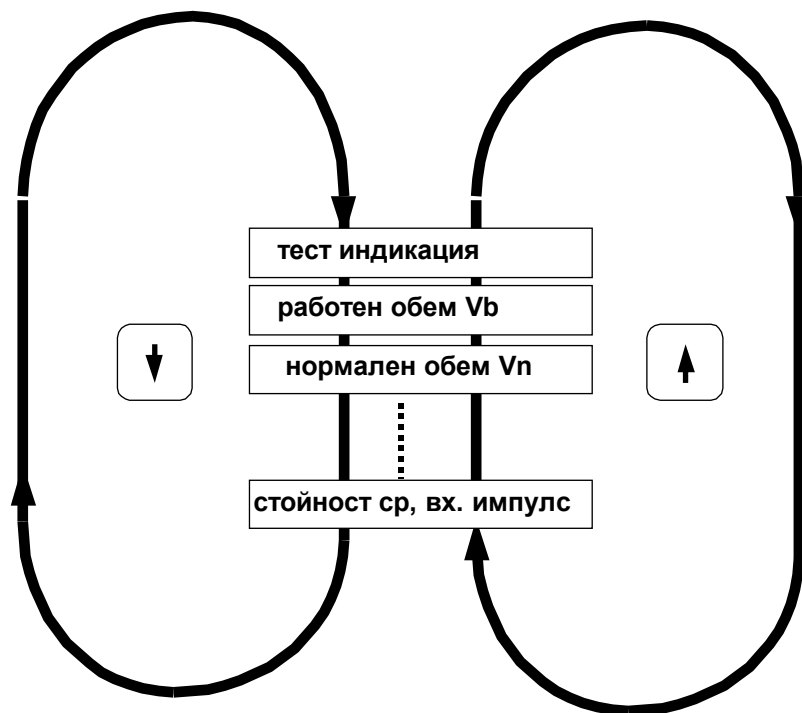 тест индикация
работен обем Vb
нормален обем Vn
стойност ср, вх. импулс